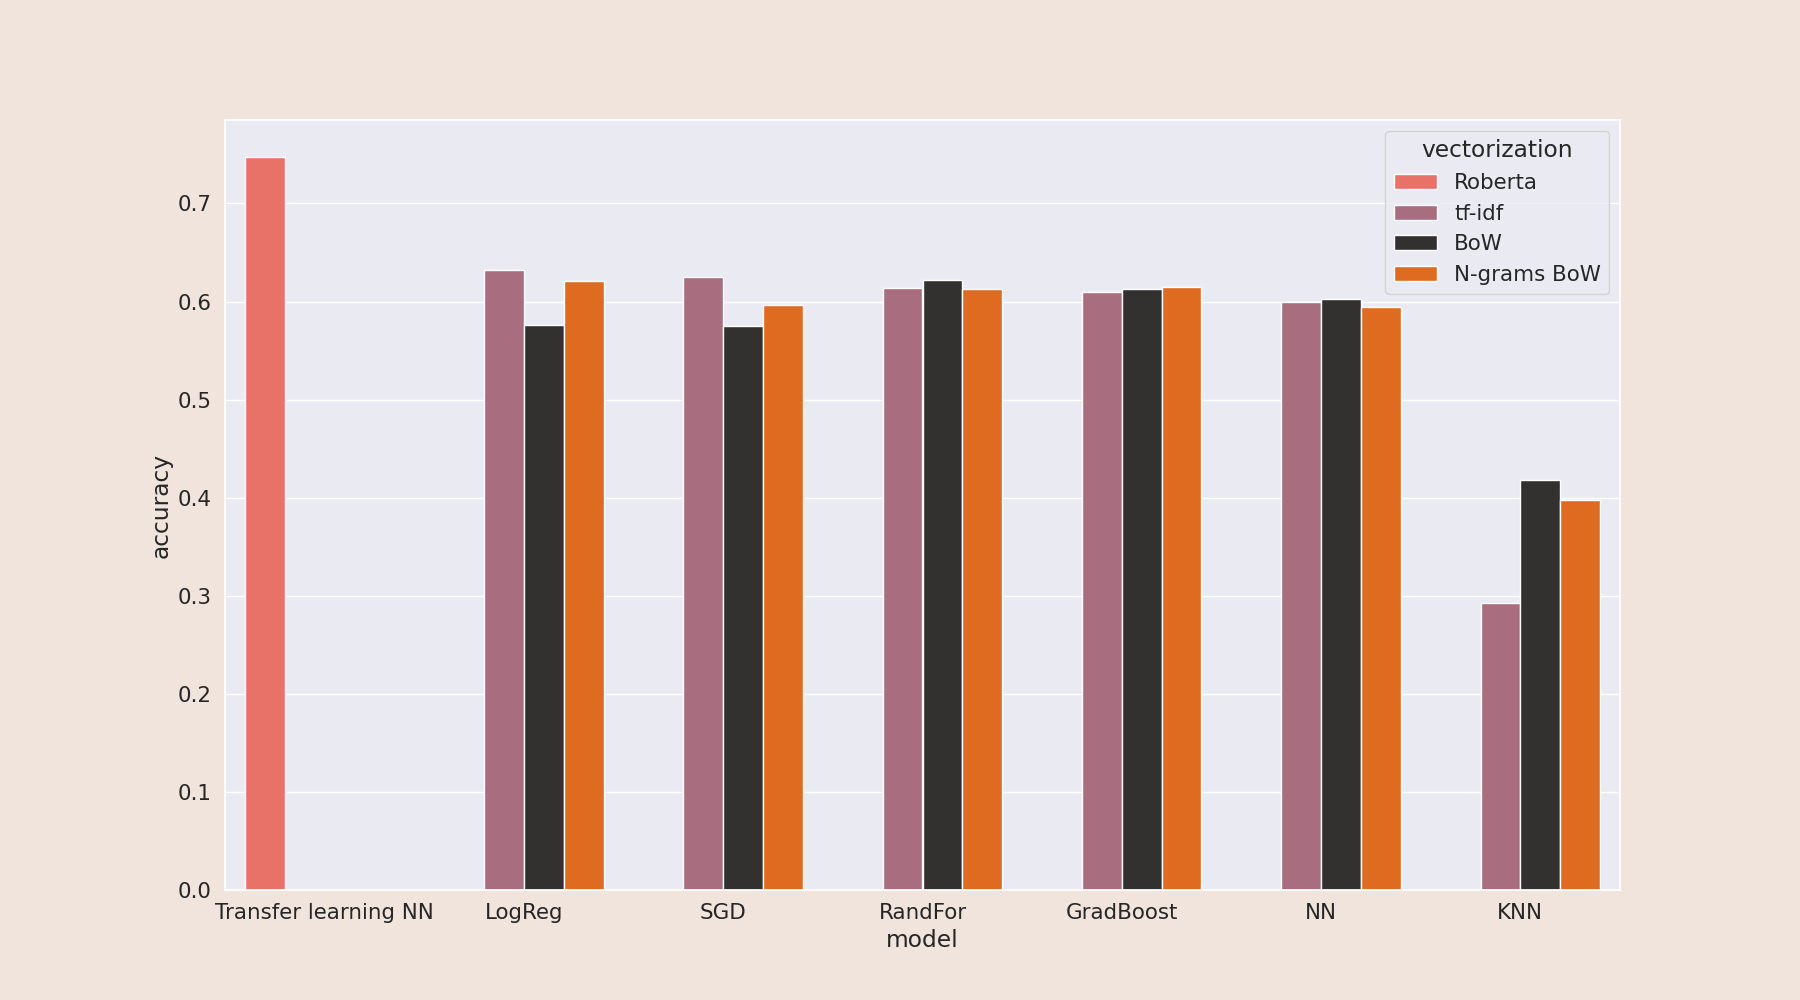 vectorization
Roberta
tf-idf
BoW
N-grams BoW
accuracy
0.7
0.6
0.5
0.4
0.3
0.2
0.1
0.0
Transfer learning NN LogReg SGD RandFor GradBoost NN KNN
model